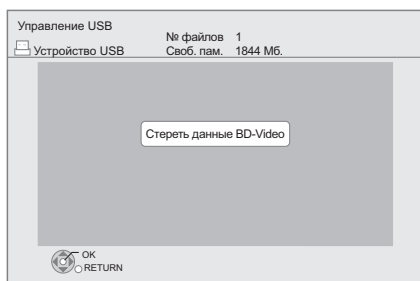 Управление USB
№ файлов 1
Устройство USB Своб. пам. 1844 Мб.
Стереть данные BD-Video
OK
RETURN